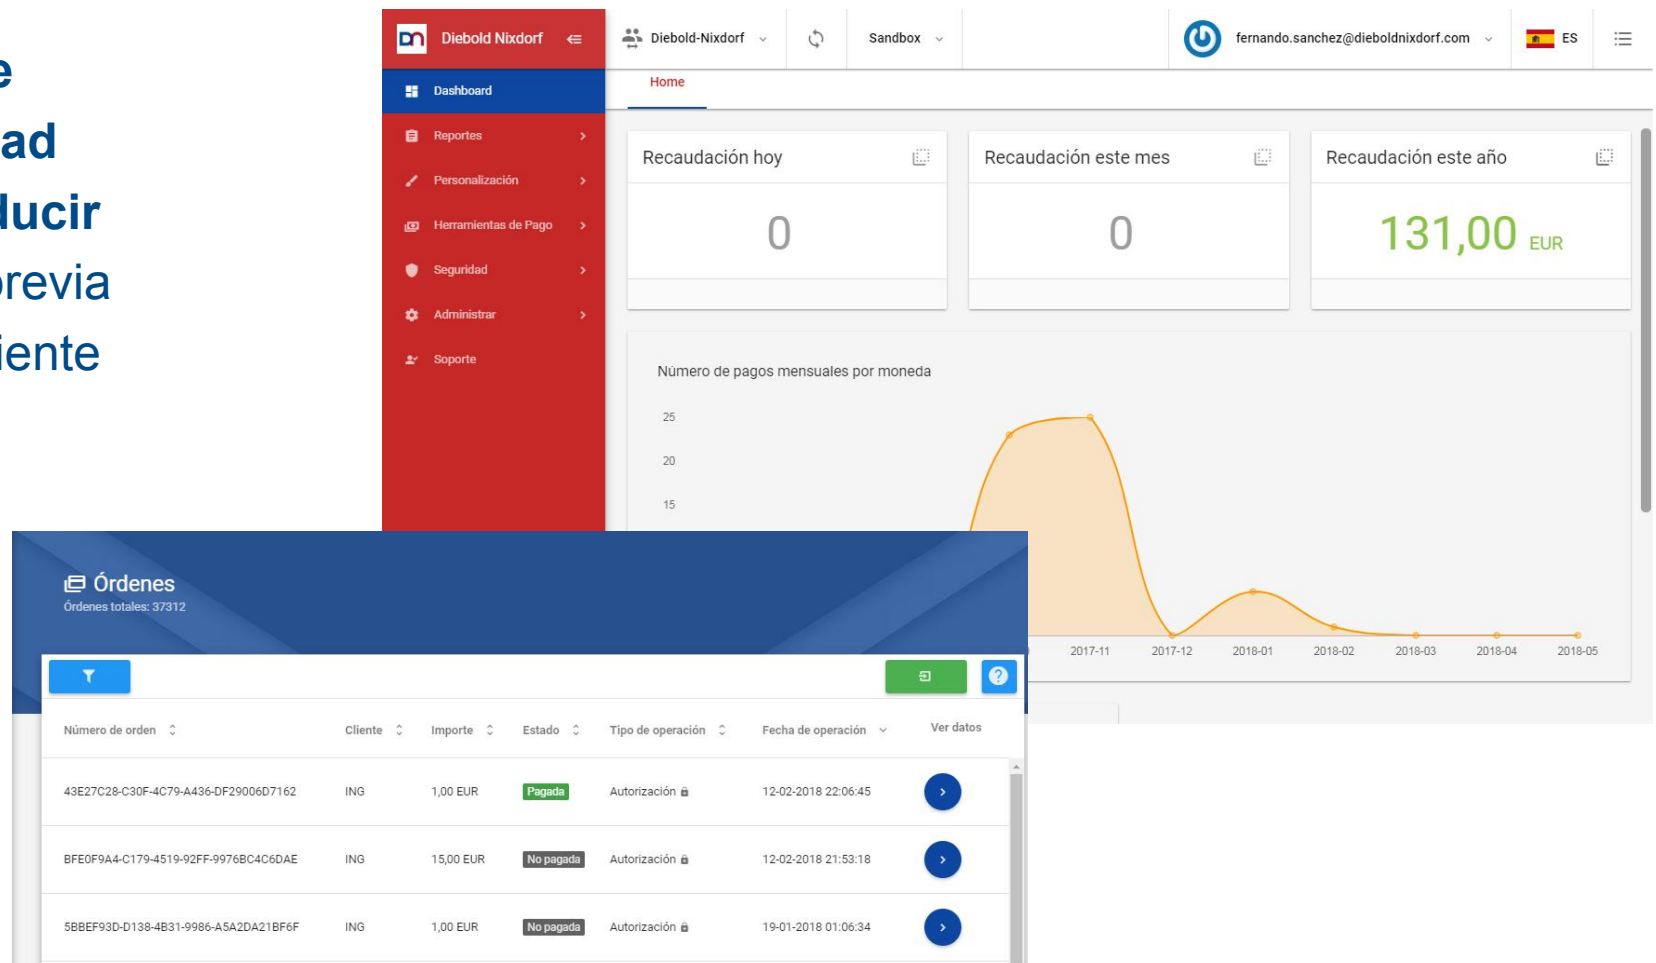 previa
Diebold Nixdorf
Diebold-Nixdorf
Sandbox
fernando.sanchez@dieboldnixdorf.com
ES
Dashboard
Reportes
Personalización
Herramientas de Pago
Seguridad
Administrar
Soporte
Home
Recaudación hoy
0
Recaudación este mes
0
Recaudación este año
131,00 EUR
Número de pagos mensuales por moneda
25
20
15
2017-11 2017-12 2018-01 2018-02 2018-03 2018-04 2018-05
Órdenes
Órdenes totales: 37312
Número de orden Cliente Importe Estado Tipo de operación Fecha de operación Ver datos
43E27C28-C30F-4C79-A436-DF29006D7162 ING 1,00 EUR Pagada Autorización 12-02-2018 22:06:45
BFE0F9A4-C179-4519-92FF-9976BC4C6DAE ING 15,00 EUR No pagada Autorización 12-02-2018 21:53:18
5BBEF93D-D138-4B31-9986-A5A2DA21BF6F ING 1,00 EUR No pagada Autorización 19-01-2018 01:06:34